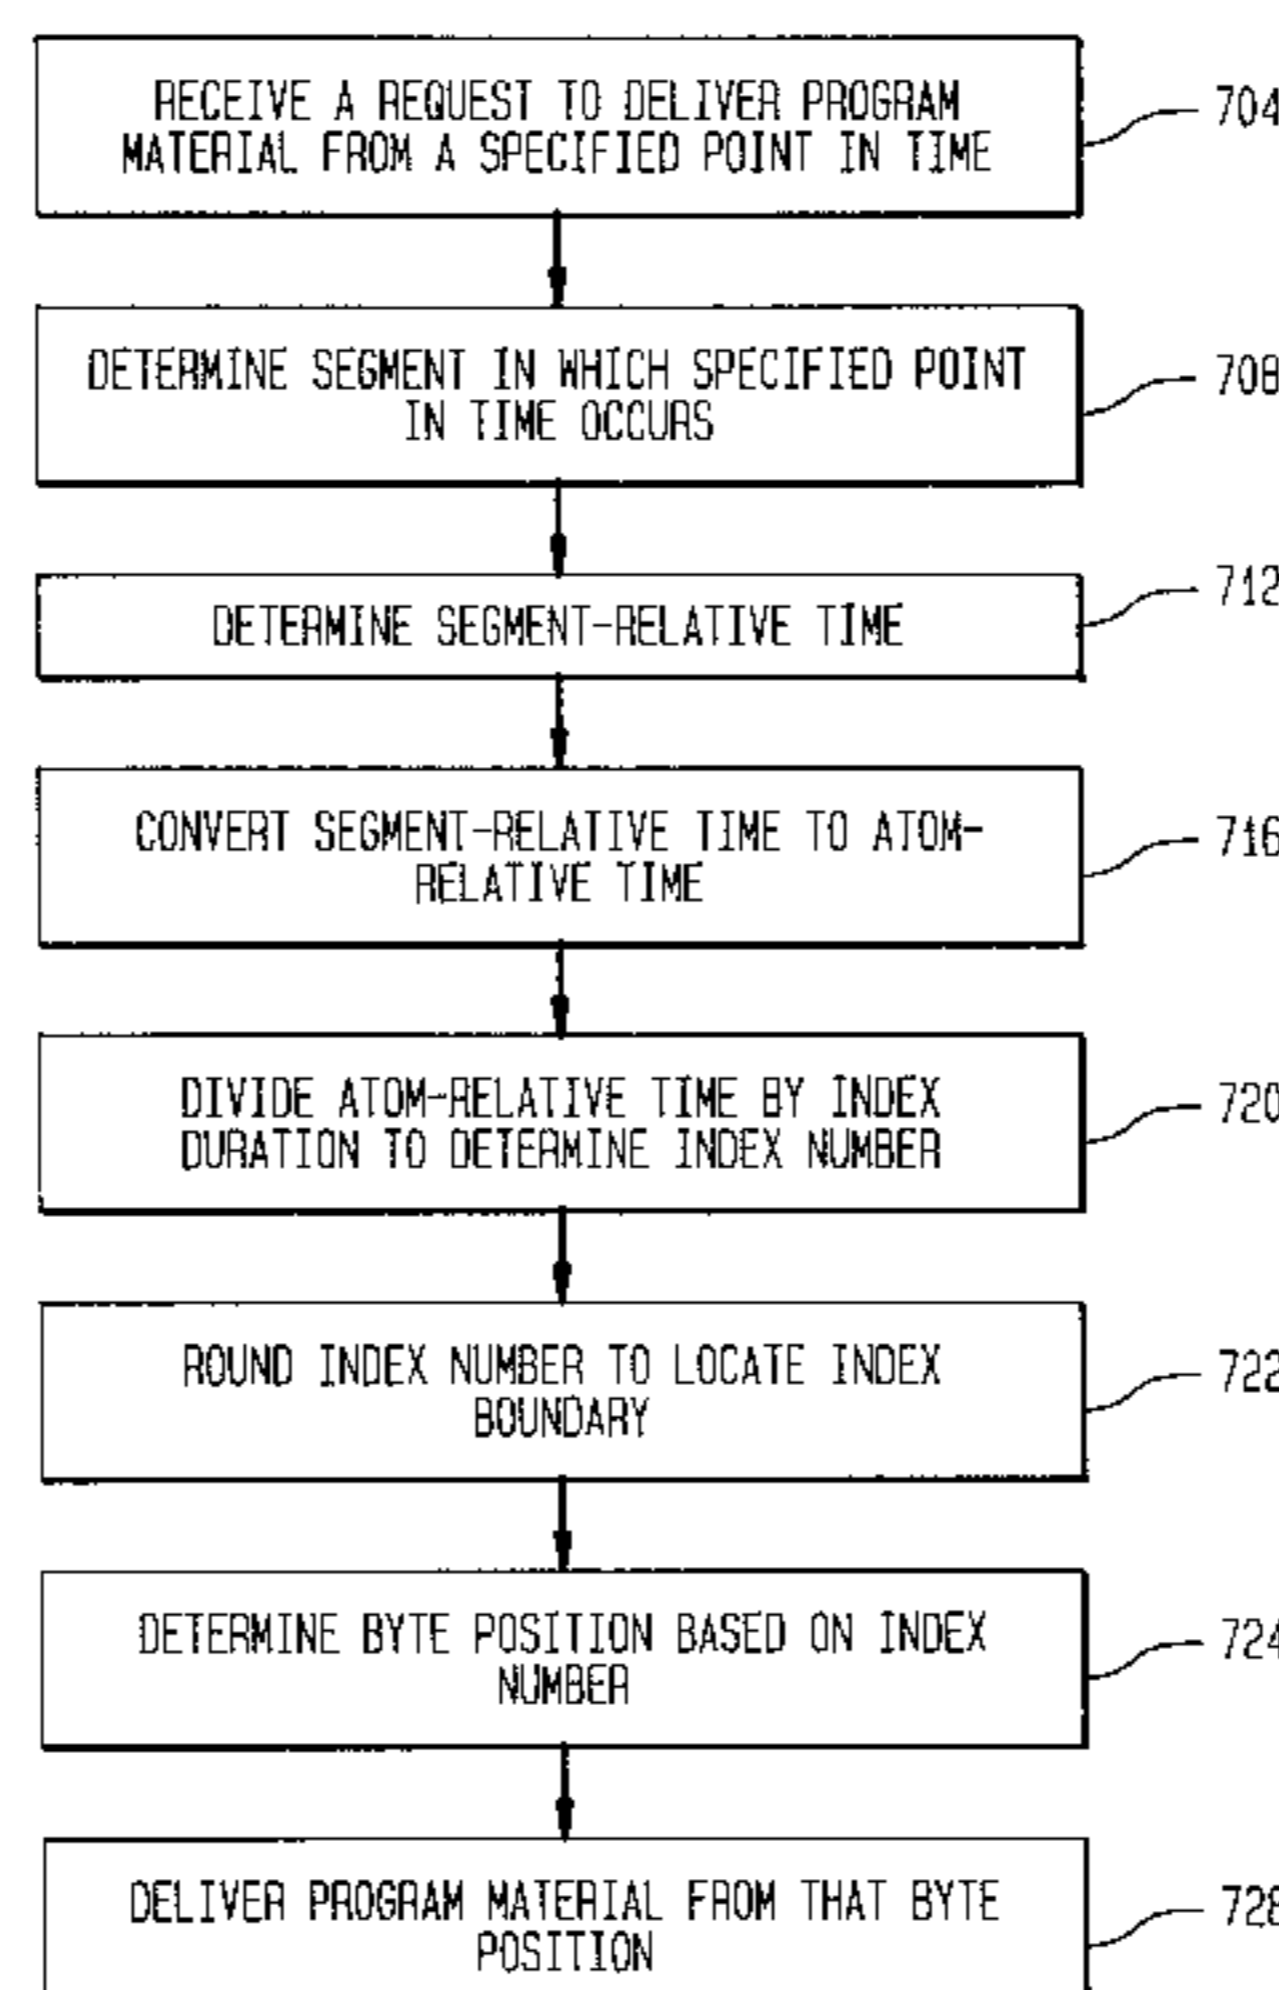 RECEIVE A REQUEST TO DELIVER PROGRAM
MATERIAL FROM A SPECIFIED POINT IN TIME
704
DETERMINE SEGMENT IN WHICH SPECIFIED POINT
IN TIME OCCURS
708
DETERMINE SEGMENT-RELATIVE TIME
712
CONVERT SEGMENT-RELATIVE TIME TO ATOM-
RELATIVE TIME
716
DIVIDE ATOM-RELATIVE TIME BY INDEX
DURATION TO DETERMINE INDEX NUMBER
720
ROUND INDEX NUMBER TO LOCATE INDEX
BOUNDARY
722
DETERMINE BYTE POSITION BASED ON INDEX
NUMBER
724
DELIVER PROGRAM MATERIAL FROM THAT BYTE
POSITION
728